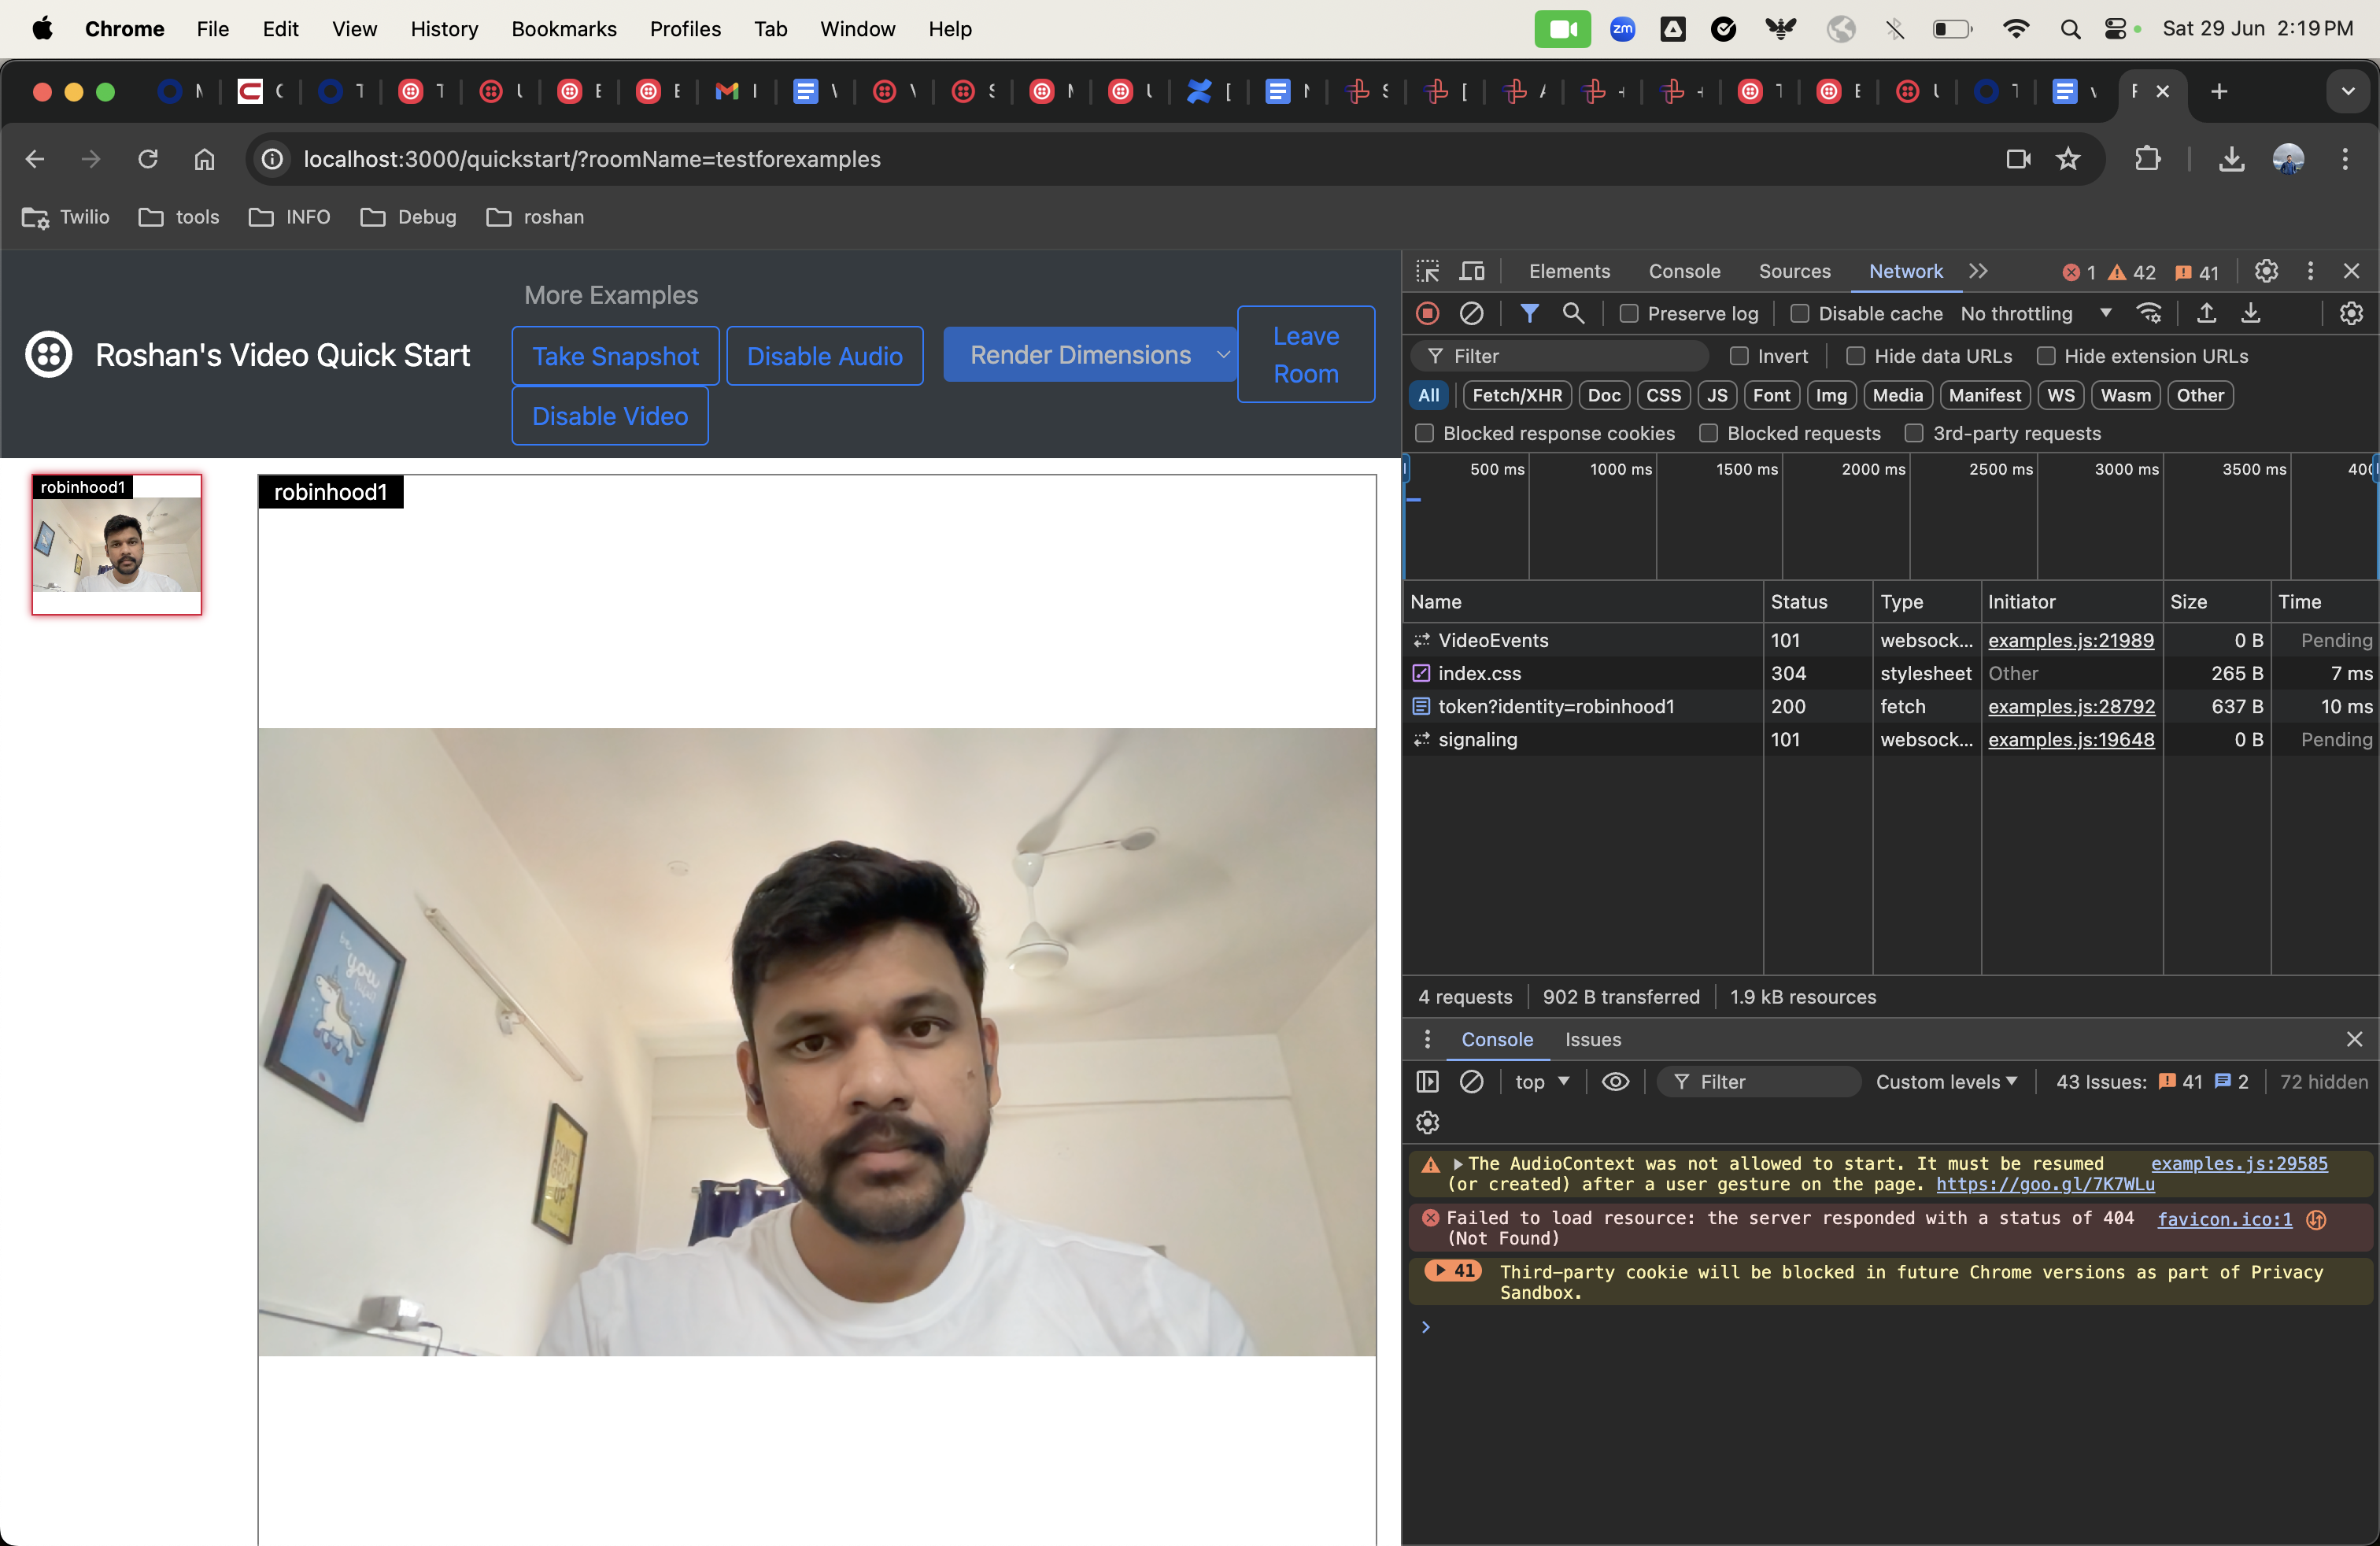 Chrome File Edit View History Bookmarks Profiles Tab Window Help
zm
Sat 29 Jun 2:19 PM
localhost:3000/quickstart/?roomName=testforexamples
Twilio tools INFO Debug roshan
Roshan's Video Quick Start
More Examples
Take Snapshot
Disable Audio
Disable Video
Render Dimensions
Leave
Room
robinhood1
robinhood1
be
you
DON'T
UP
Elements Console Sources Network 1 42 41
Preserve log Disable cache No throttling
Filter Invert Hide data URLs Hide extension URLs
All Fetch/XHR Doc CSS JS Font Img Media Manifest WS Wasm Other
Blocked response cookies Blocked requests 3rd-party requests
500 ms 1000 ms 1500 ms 2000 ms 2500 ms 3000 ms 3500 ms
Name Status Type Initiator Size Time
VideoEvents 101 websock... examples.js:21989 0 B Pending
index.css 304 stylesheet Other 265 B 7 ms
token?identity=robinhood1 200 fetch examples.js:28792 637 B 10 ms
signaling 101 websock... examples.js:19648 0 B Pending
4 requests 902 B transferred 1.9 kB resources
Console Issues
top Filter Custom levels 43 Issues: 41 2 72 hidden
The AudioContext was not allowed to start. It must be resumed examples.js:29585
(or created) after a user gesture on the page. https://goo.gl/7K7WLu
Failed to load resource: the server responded with a status of 404 favicon.ico:1
(Not Found)
41 Third-party cookie will be blocked in future Chrome versions as part of Privacy
Sandbox.